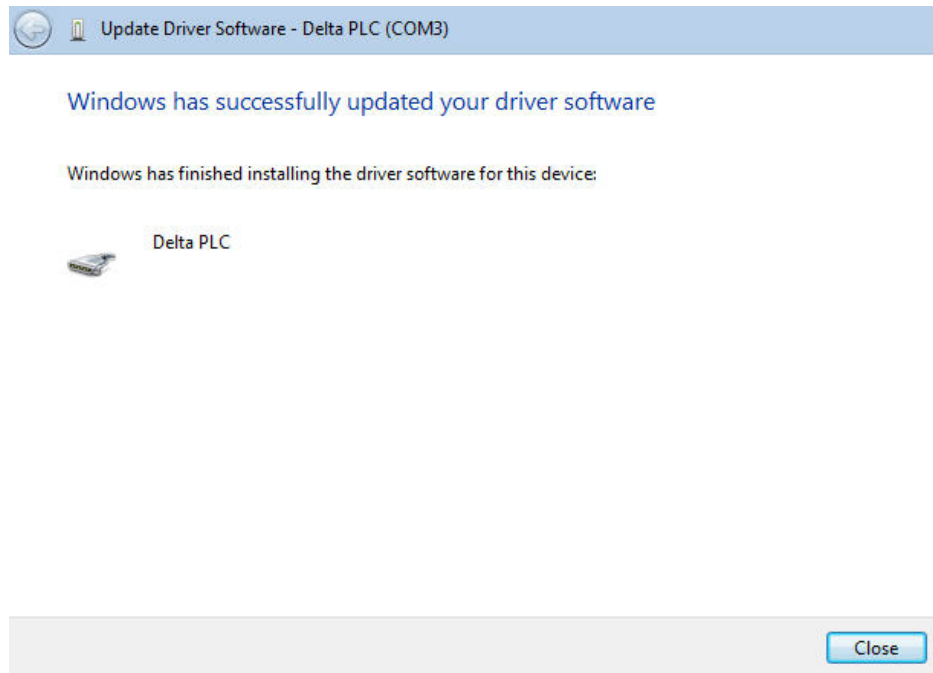 Update Driver Software - Delta PLC (COM3)
Windows has successfully updated your driver software
Windows has finished installing the driver software for this device:
Delta PLC
Close